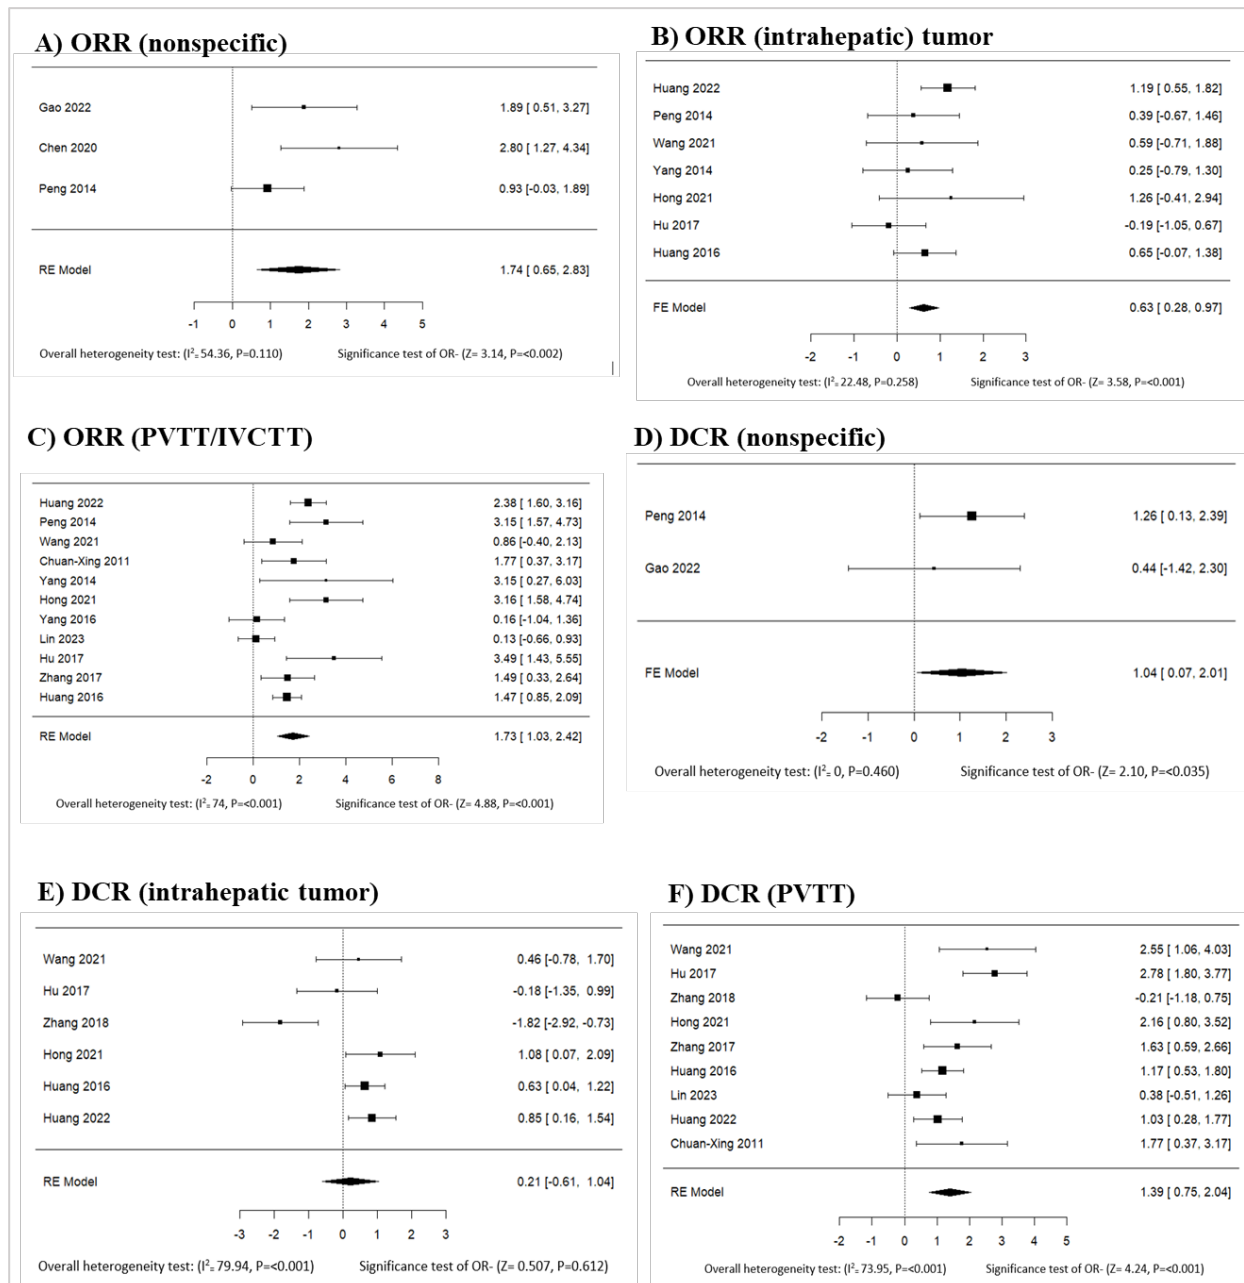 A) ORR (nonspecific)
Gao 2022 1.89 [ 0.51, 3.27]
Chen 2020 2.80 [ 1.27, 4.34]
Peng 2014 0.93 [-0.03, 1.89]
RE Model 1.74 [ 0.65, 2.83]
-1 0 1 2 3 4 5
Overall heterogeneity test: (I²= 54.36, P=0.110) Significance test of OR- (Z= 3.14, P=<0.002)
B) ORR (intrahepatic) tumor
Huang 2022 1.19 [ 0.55, 1.82]
Peng 2014 0.39 [-0.67, 1.46]
Wang 2021 0.59 [-0.71, 1.88]
Yang 2014 0.25 [-0.79, 1.30]
Hong 2021 1.26 [-0.41, 2.94]
Hu 2017 -0.19 [-1.05, 0.67]
Huang 2016 0.65 [-0.07, 1.38]
FE Model 0.63 [ 0.28, 0.97]
-2 -1 0 1 2 3
Overall heterogeneity test: (I²= 22.48, P=0.258) Significance test of OR- (Z= 3.58, P=<0.001)
C) ORR (PVTT/IVCTT)
Huang 2022 2.38 [ 1.60, 3.16]
Peng 2014 3.15 [ 1.57, 4.73]
Wang 2021 0.86 [-0.40, 2.13]
Chuan-Xing 2011 1.77 [ 0.37, 3.17]
Yang 2014 3.15 [ 0.27, 6.03]
Hong 2021 3.16 [ 1.58, 4.74]
Yang 2016 0.16 [-1.04, 1.36]
Lin 2023 0.13 [-0.66, 0.93]
Hu 2017 3.49 [ 1.43, 5.55]
Zhang 2017 1.49 [ 0.33, 2.64]
Huang 2016 1.47 [ 0.85, 2.09]
RE Model 1.73 [ 1.03, 2.42]
-2 0 2 4 6 8
Overall heterogeneity test: (I²= 74, P=<0.001) Significance test of OR- (Z= 4.88, P=<0.001)
D) DCR (nonspecific)
Peng 2014 1.26 [ 0.13, 2.39]
Gao 2022 0.44 [-1.42, 2.30]
FE Model 1.04 [ 0.07, 2.01]
-2 -1 0 1 2 3
Overall heterogeneity test: (I²= 0, P=0.460) Significance test of OR- (Z= 2.10, P=<0.035)
E) DCR (intrahepatic tumor)
Wang 2021 0.46 [-0.78, 1.70]
Hu 2017 -0.18 [-1.35, 0.99]
Zhang 2018 -1.82 [-2.92, -0.73]
Hong 2021 1.08 [ 0.07, 2.09]
Huang 2016 0.63 [ 0.04, 1.22]
Huang 2022 0.85 [ 0.16, 1.54]
RE Model 0.21 [-0.61, 1.04]
-3 -2 -1 0 1 2 3
Overall heterogeneity test: (I²= 79.94, P=<0.001) Significance test of OR- (Z= 0.507, P=0.612)
F) DCR (PVTT)
Wang 2021 2.55 [ 1.06, 4.03]
Hu 2017 2.78 [ 1.80, 3.77]
Zhang 2018 -0.21 [-1.18, 0.75]
Hong 2021 2.16 [ 0.80, 3.52]
Zhang 2017 1.63 [ 0.59, 2.66]
Huang 2016 1.17 [ 0.53, 1.80]
Lin 2023 0.38 [-0.51, 1.26]
Huang 2022 1.03 [ 0.28, 1.77]
Chuan-Xing 2011 1.77 [ 0.37, 3.17]
RE Model 1.39 [ 0.75, 2.04]
-2 -1 0 1 2 3 4 5
Overall heterogeneity test: (I²= 73.95, P=<0.001) Significance test of OR- (Z= 4.24, P=<0.001)